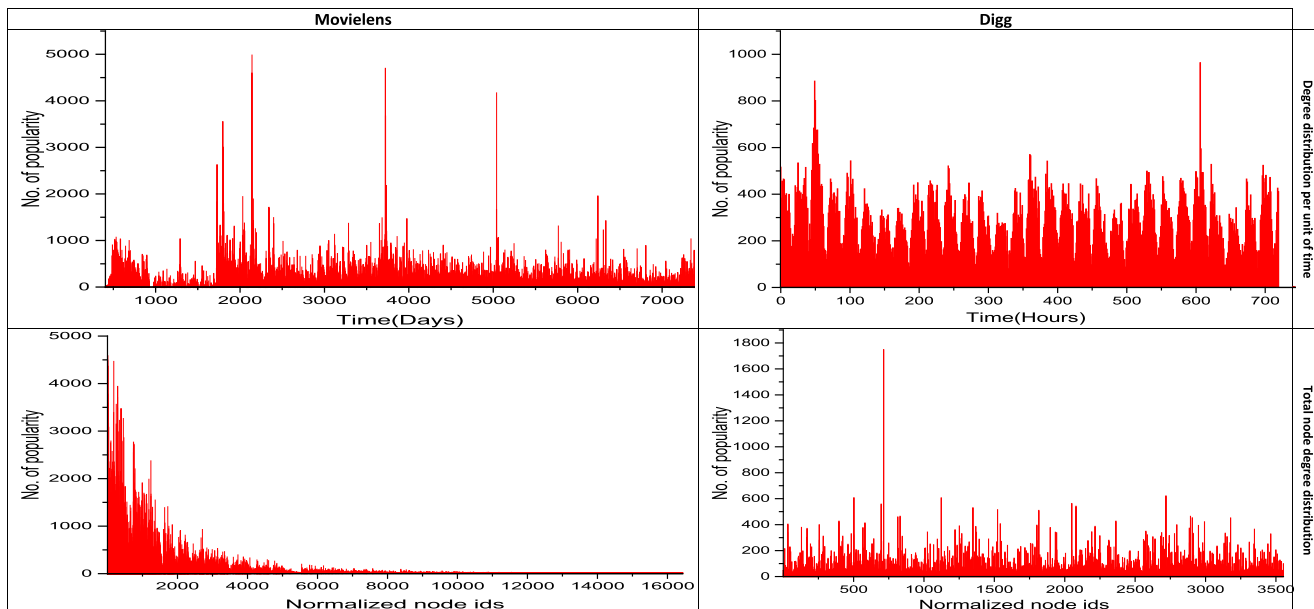 Movielens
Digg
5000
4000
3000
2000
1000
0
No. of popularity
1000 2000 3000 4000 5000 6000 7000
Time(Days)
1000
800
600
400
200
0
No. of popularity
0 100 200 300 400 500 600 700
Time(Hours)
Degree distribution per unit of time
5000
4000
3000
2000
1000
0
No. of popularity
2000 4000 6000 8000 10000 12000 14000 16000
Normalized node ids
1800
1600
1400
1200
1000
800
600
400
200
0
No. of popularity
500 1000 1500 2000 2500 3000 3500
Normalized node ids
Total node degree distribution